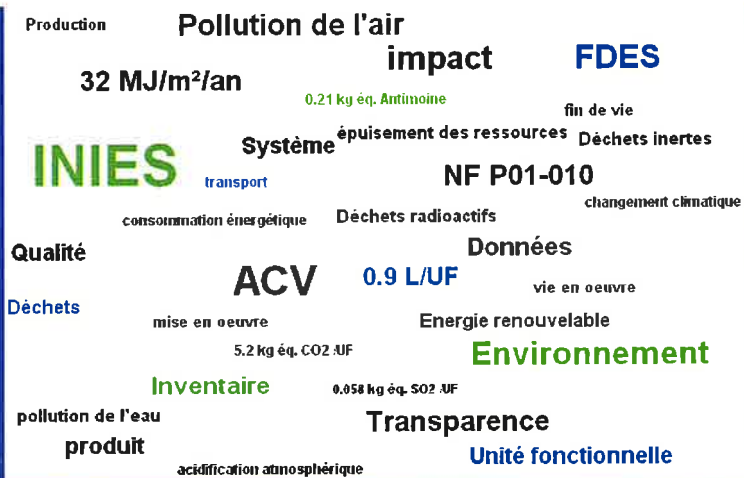 Production
Pollution de l'air
impact
FDES
32 MJ/m²/an
0.21 kg éq. Antimoine
fin de vie
Système
épuisement des ressources
Déchets inertes
INIES
transport
NF P01-010
changement climatique
consommation énergétique
Déchets radioactifs
Qualité
Données
ACV
0.9 L/UF
vie en oeuvre
Déchets
mise en oeuvre
Energie renouvelable
5.2 kg éq. CO2 /UF
Environnement
Inventaire
0.058 kg éq. SO2 /UF
pollution de l'eau
Transparence
produit
Unité fonctionnelle
acidification atmosphérique